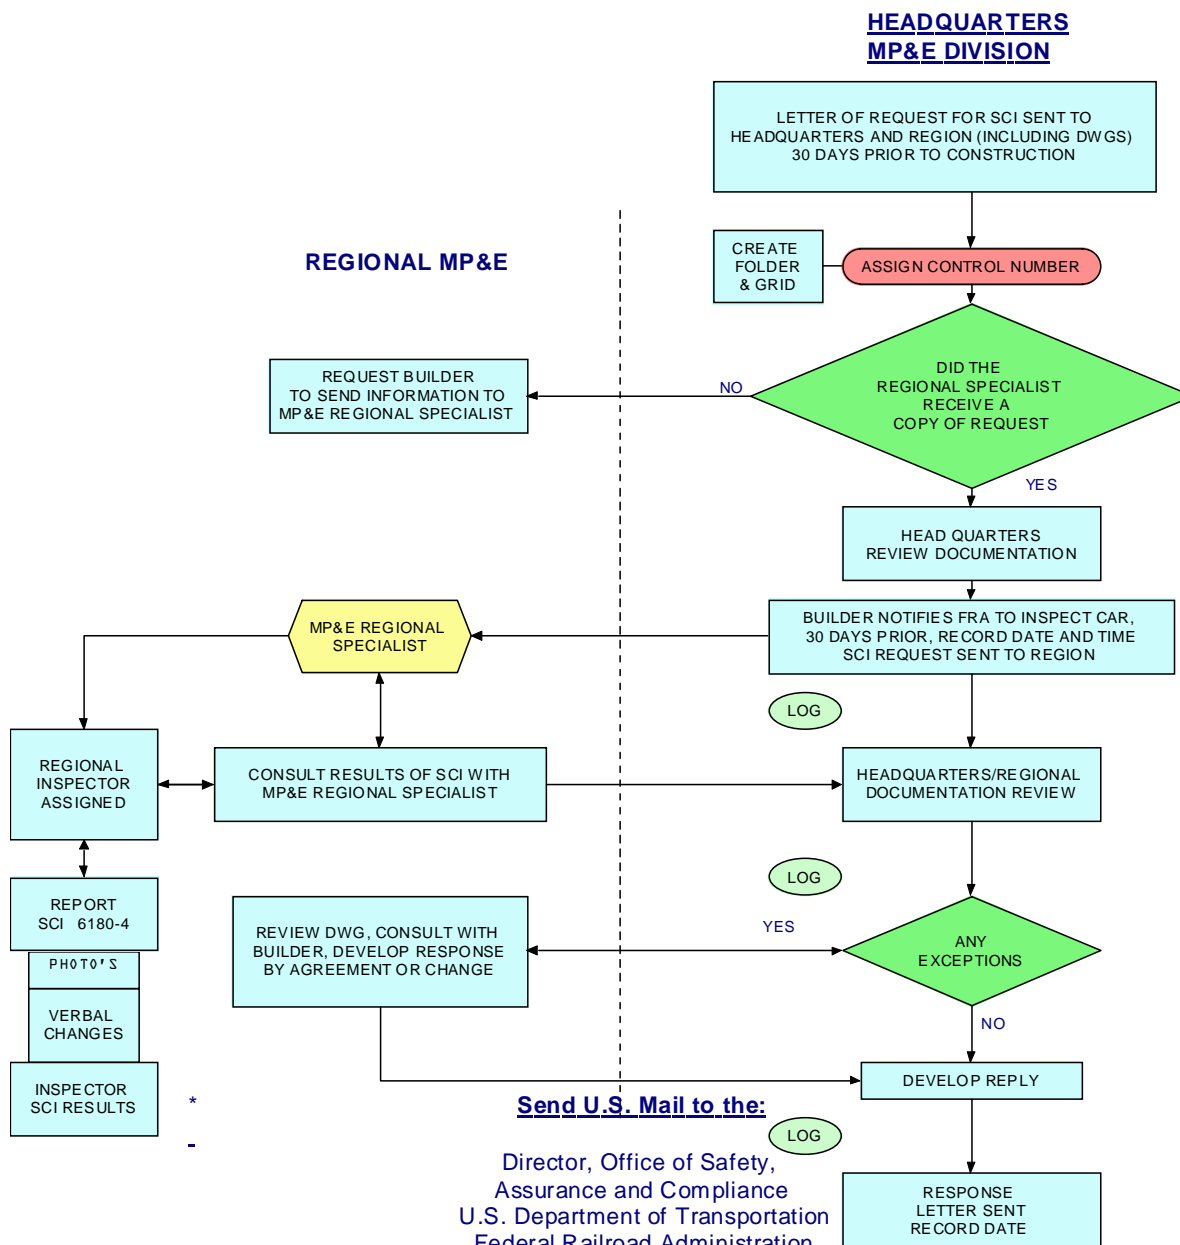 HEADQUARTERS
MP&E DIVISION
LETTER OF REQUEST FOR SCI SENT TO
HEADQUARTERS AND REGION (INCLUDING DWGS)
30 DAYS PRIOR TO CONSTRUCTION
REGIONAL MP&E
CREATE
FOLDER
& GRID
ASSIGN CONTROL NUMBER
REQUEST BUILDER
TO SEND INFORMATION TO
MP&E REGIONAL SPECIALIST
NO
DID THE
REGIONAL SPECIALIST
RECEIVE A
COPY OF REQUEST
YES
HEAD QUARTERS
REVIEW DOCUMENTATION
MP&E REGIONAL
SPECIALIST
BUILDER NOTIFIES FRA TO INSPECT CAR,
30 DAYS PRIOR, RECORD DATE AND TIME
SCI REQUEST SENT TO REGION
LOG
REGIONAL
INSPECTOR
ASSIGNED
CONSULT RESULTS OF SCI WITH
MP&E REGIONAL SPECIALIST
HEADQUARTERS/REGIONAL
DOCUMENTATION REVIEW
LOG
REPORT
SCI 6180-4
PHOTO'S
VERBAL
CHANGES
INSPECTOR
SCI RESULTS
REVIEW DWG, CONSULT WITH
BUILDER, DEVELOP RESPONSE
BY AGREEMENT OR CHANGE
YES
ANY
EXCEPTIONS
NO
DEVELOP REPLY
*
-
Send U.S. Mail to the:
LOG
Director, Office of Safety,
Assurance and Compliance
U.S. Department of Transportation
Federal Railroad Administration
RESPONSE
LETTER SENT
RECORD DATE